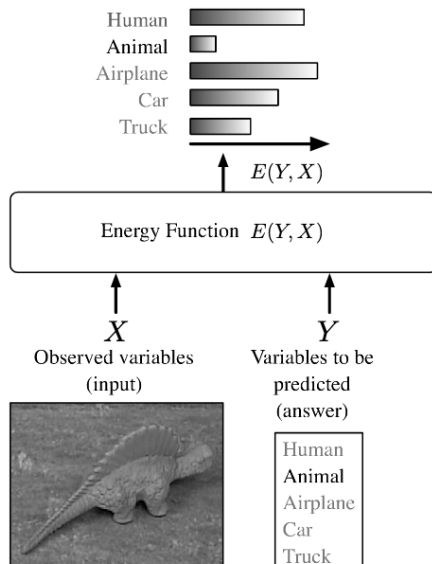 Human
Animal
Airplane
Car
Truck
E(Y, X)
Energy Function E(Y, X)
X
Observed variables
(input)
Y
Variables to be
predicted
(answer)
Human
Animal
Airplane
Car
Truck